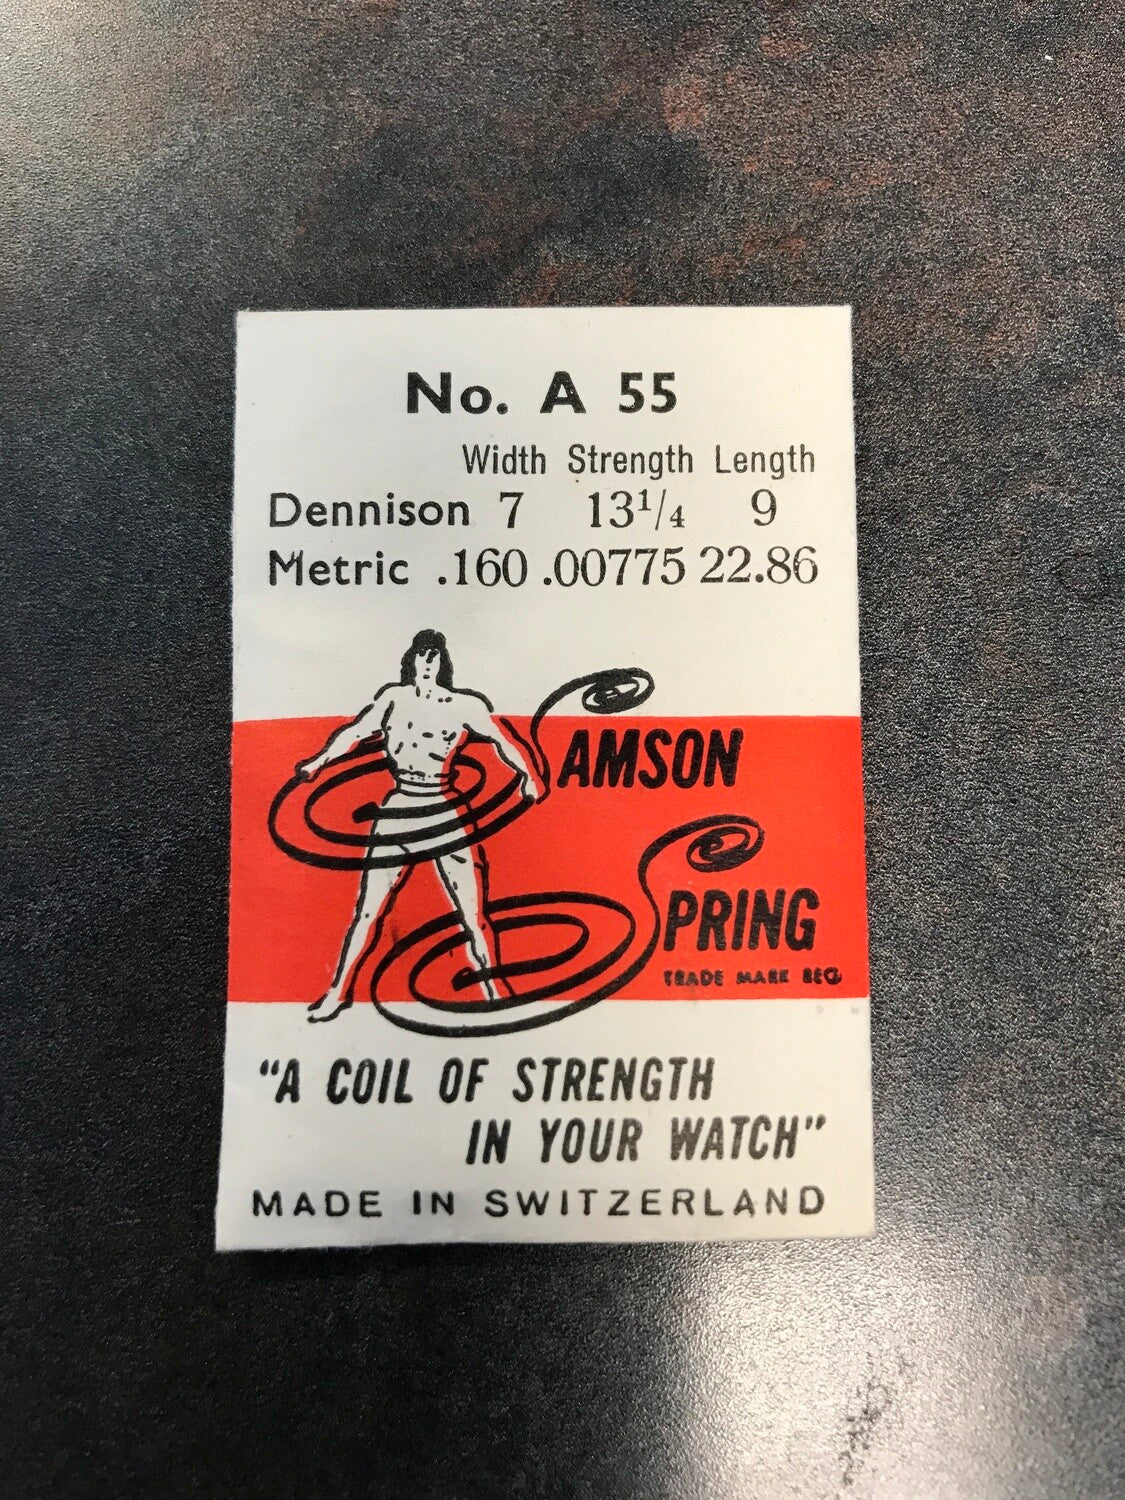 No. A 55
Width Strength Length
Dennison 7 13¹/₄ 9
Metric .160 .00775 22.86
SAMSON
SPRING
TRADE MARK REG
"A COIL OF STRENGTH
IN YOUR WATCH"
MADE IN SWITZERLAND